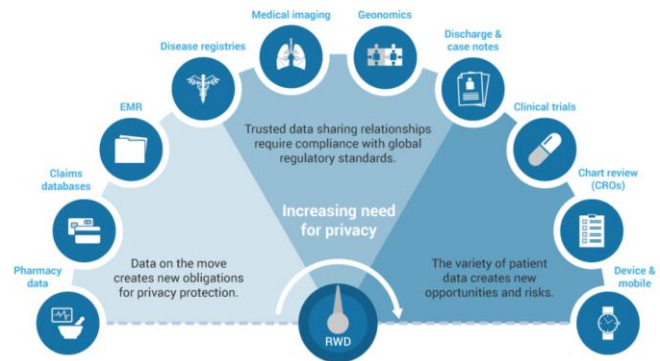 Medical imaging
Geonomics
Disease registries
Discharge &
case notes
EMR
Clinical trials
Trusted data sharing relationships
require compliance with global
regulatory standards.
Claims
databases
Chart review
(CROs)
Increasing need
for privacy
Data on the move
creates new obligations
for privacy protection.
The variety of patient
data creates new
opportunities and risks.
Pharmacy
data
Device &
mobile
RWD